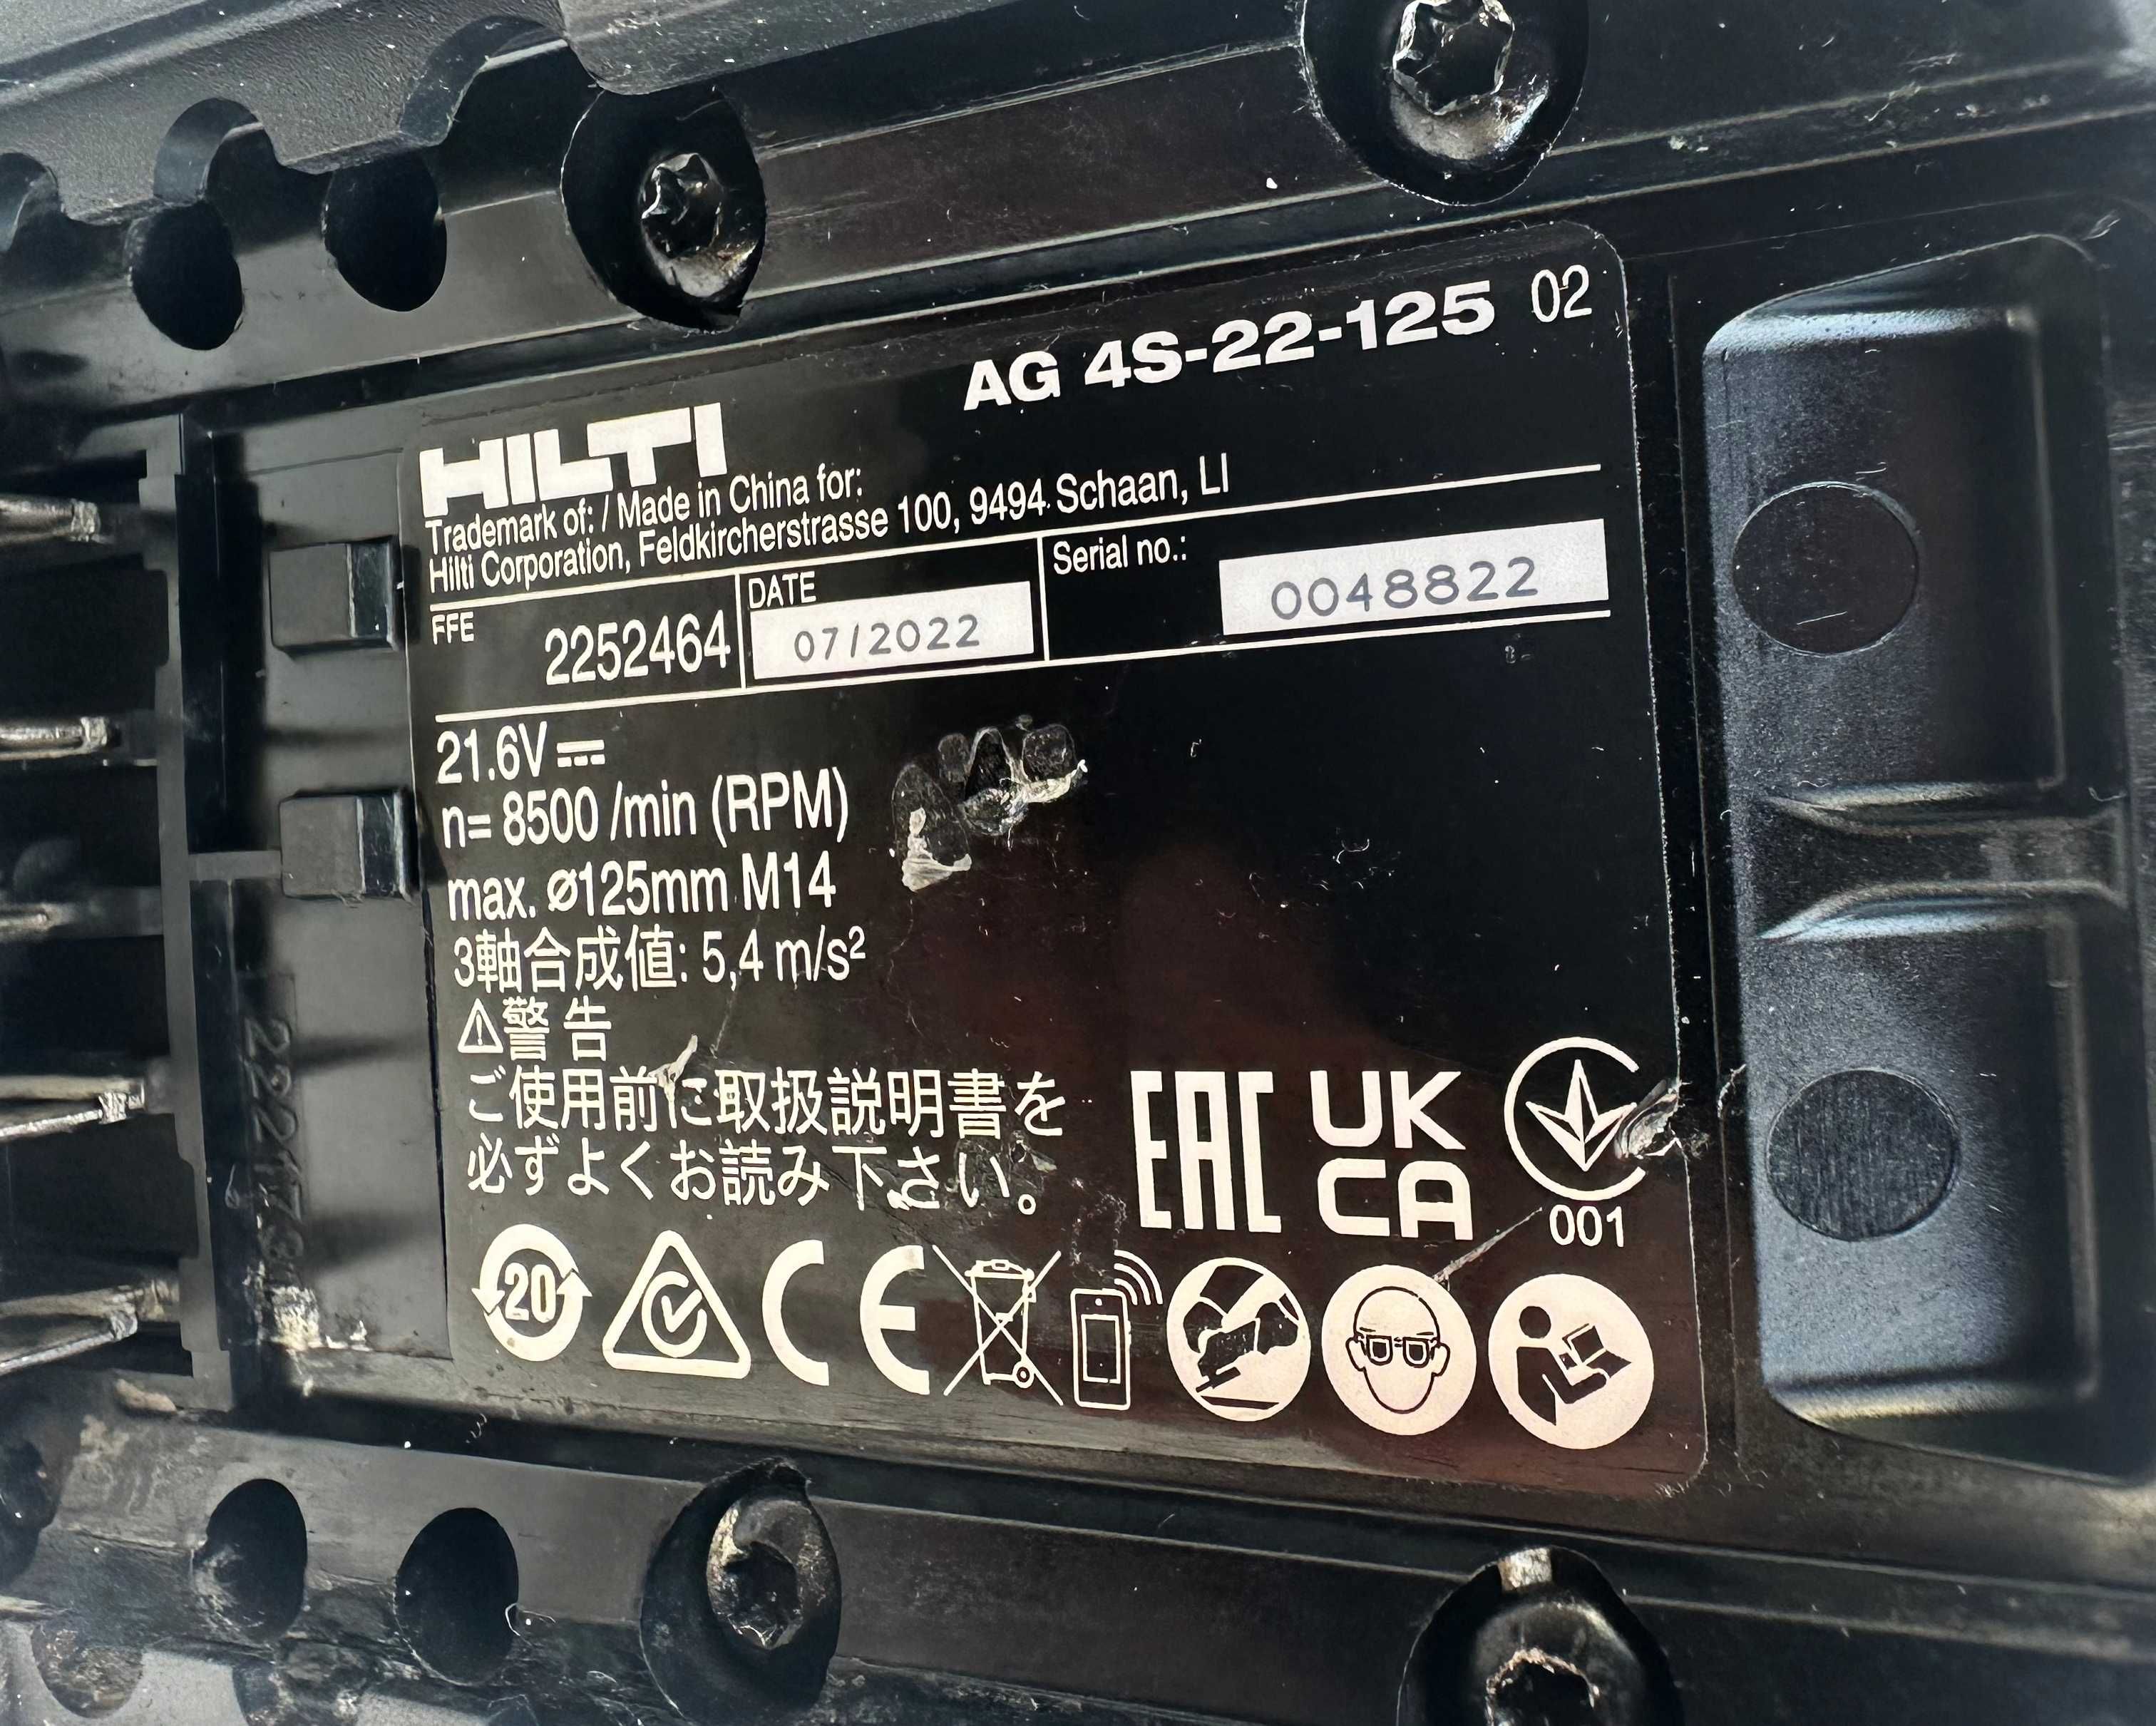 AG 4S-22-125 02
HILTI
Trademark of: / Made in China for:
Hilti Corporation, Feldkircherstrasse 100, 9494 Schaan, LI
FFE 2252464 DATE 07/2022 Serial no.: 0048822
21.6V
n= 8500 /min (RPM)
max. ø125mm M14
3軸合成値: 5,4 m/s²
⚠警告
ご使用前に取扱説明書を
必ずよくお読み下さい。
EAC UK
CA
001
20 CE